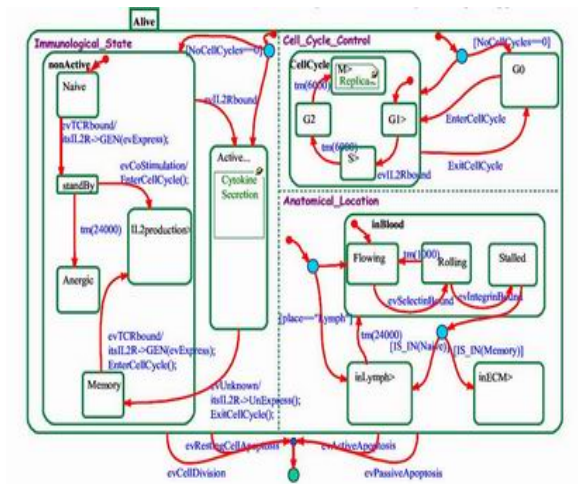 Alive
Immunological_State
nonActive
Naive
evTCRbound/
itsIL2R->GEN(evExpress);
evCoStimulation/
EnterCellCycle();
standBy
tm(24000)
IL2production>
Anergic
evTCRbound/
itsIL2R->GEN(evExpress);
EnterCellCycle();
Memory
[NoCellCycles==0]
evIL2Rbound
Active...
Cytokine
Secretion
evUnknown/
itsIL2R->UnExpress();
ExitCellCycle();
Cell_Cycle_Control
CellCycle
M>
Replica...
tm(6000)
G2
G1>
tm(6000)
S>
evIL2Rbound
[NoCellCycles==0]
G0
EnterCellCycle
ExitCellCycle
Anatomical_Location
inBlood
Flowing
tm(1000)
Rolling
Stalled
evSelectinBound
evIntegrinBound
[place=="Lymph"]
tm(24000)
[IS_IN(Naive)]
[IS_IN(Memory)]
inLymph>
inECM>
evRestingCellApoptosis
evActiveApoptosis
evCellDivision
evPassiveApoptosis